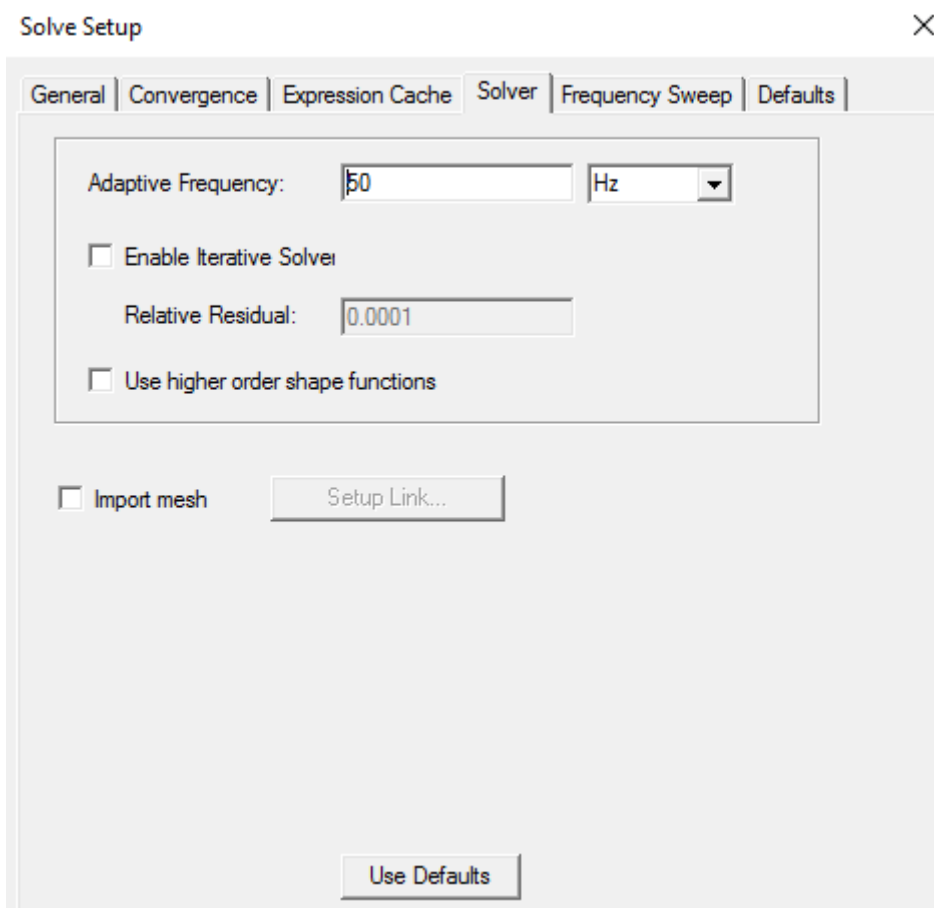 Solve Setup
General Convergence Expression Cache Solver Frequency Sweep Defaults
Adaptive Frequency: 50 Hz
Enable Iterative Solver
Relative Residual: 0.0001
Use higher order shape functions
Import mesh Setup Link...
Use Defaults